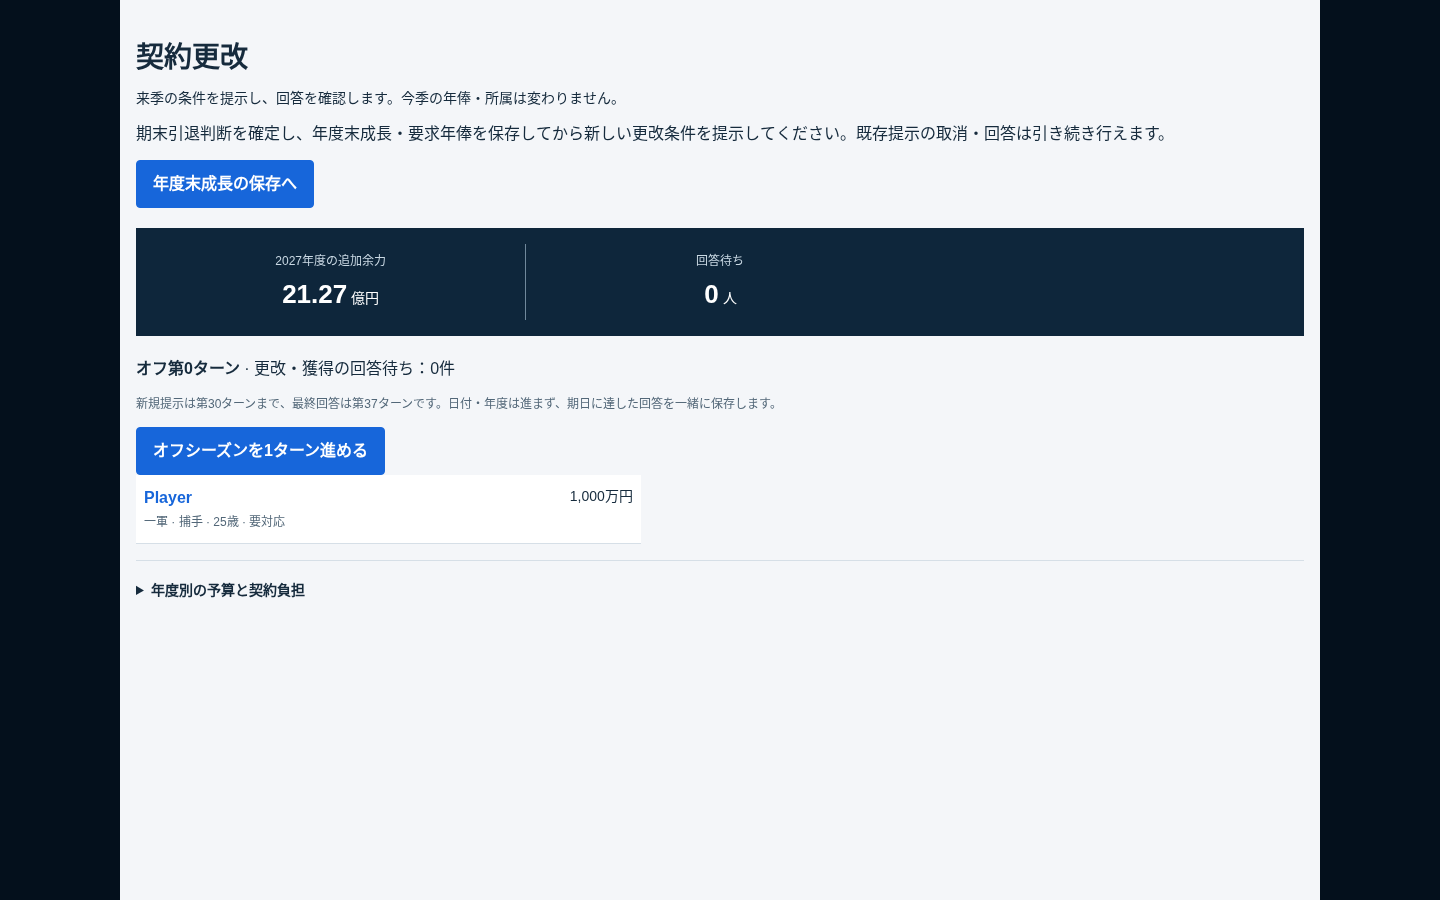 契約更改
来季の条件を提示し、回答を確認します。今季の年俸・所属は変わりません。
期末引退判断を確定し、年度末成長・要求年俸を保存してから新しい更改条件を提示してください。既存提示の取消・回答は引き続き行えます。
年度末成長の保存へ
2027年度の追加余力
21.27 億円
回答待ち
0 人
オフ第0ターン · 更改・獲得の回答待ち：0件
新規提示は第30ターンまで、最終回答は第37ターンです。日付・年度は進まず、期日に達した回答を一緒に保存します。
オフシーズンを1ターン進める
Player 1,000万円
一軍 · 捕手 · 25歳 · 要対応
▶ 年度別の予算と契約負担